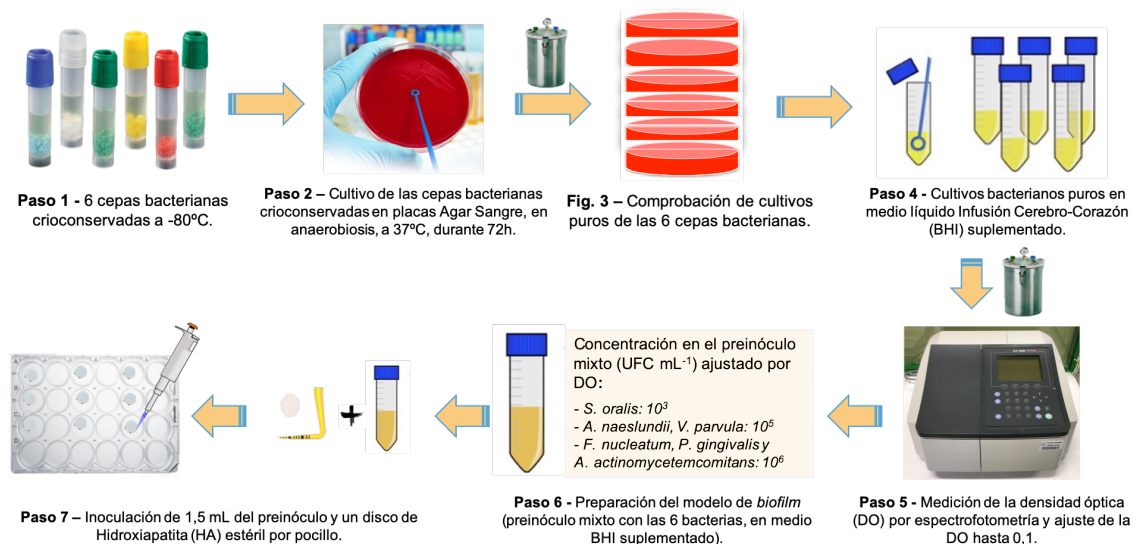 Paso 1 - 6 cepas bacterianas
crioconservadas a -80ºC.
Paso 2 – Cultivo de las cepas bacterianas
crioconservadas en placas Agar Sangre, en
anaerobiosis, a 37ºC, durante 72h.
Fig. 3 – Comprobación de cultivos
puros de las 6 cepas bacterianas.
Paso 4 - Cultivos bacterianos puros en
medio líquido Infusión Cerebro-Corazón
(BHI) suplementado.
Paso 5 - Medición de la densidad óptica
(DO) por espectrofotometría y ajuste de la
DO hasta 0,1.
Concentración en el preinóculo
mixto (UFC mL⁻¹) ajustado por
DO:
- S. oralis: 10³
- A. naeslundii, V. parvula: 10⁵
- F. nucleatum, P. gingivalis y
A. actinomycetemcomitans: 10⁶
Paso 6 - Preparación del modelo de biofilm
(preinóculo mixto con las 6 bacterias, en medio
BHI suplementado).
Paso 7 – Inoculación de 1,5 mL del preinóculo y un disco de
Hidroxiapatita (HA) estéril por pocillo.